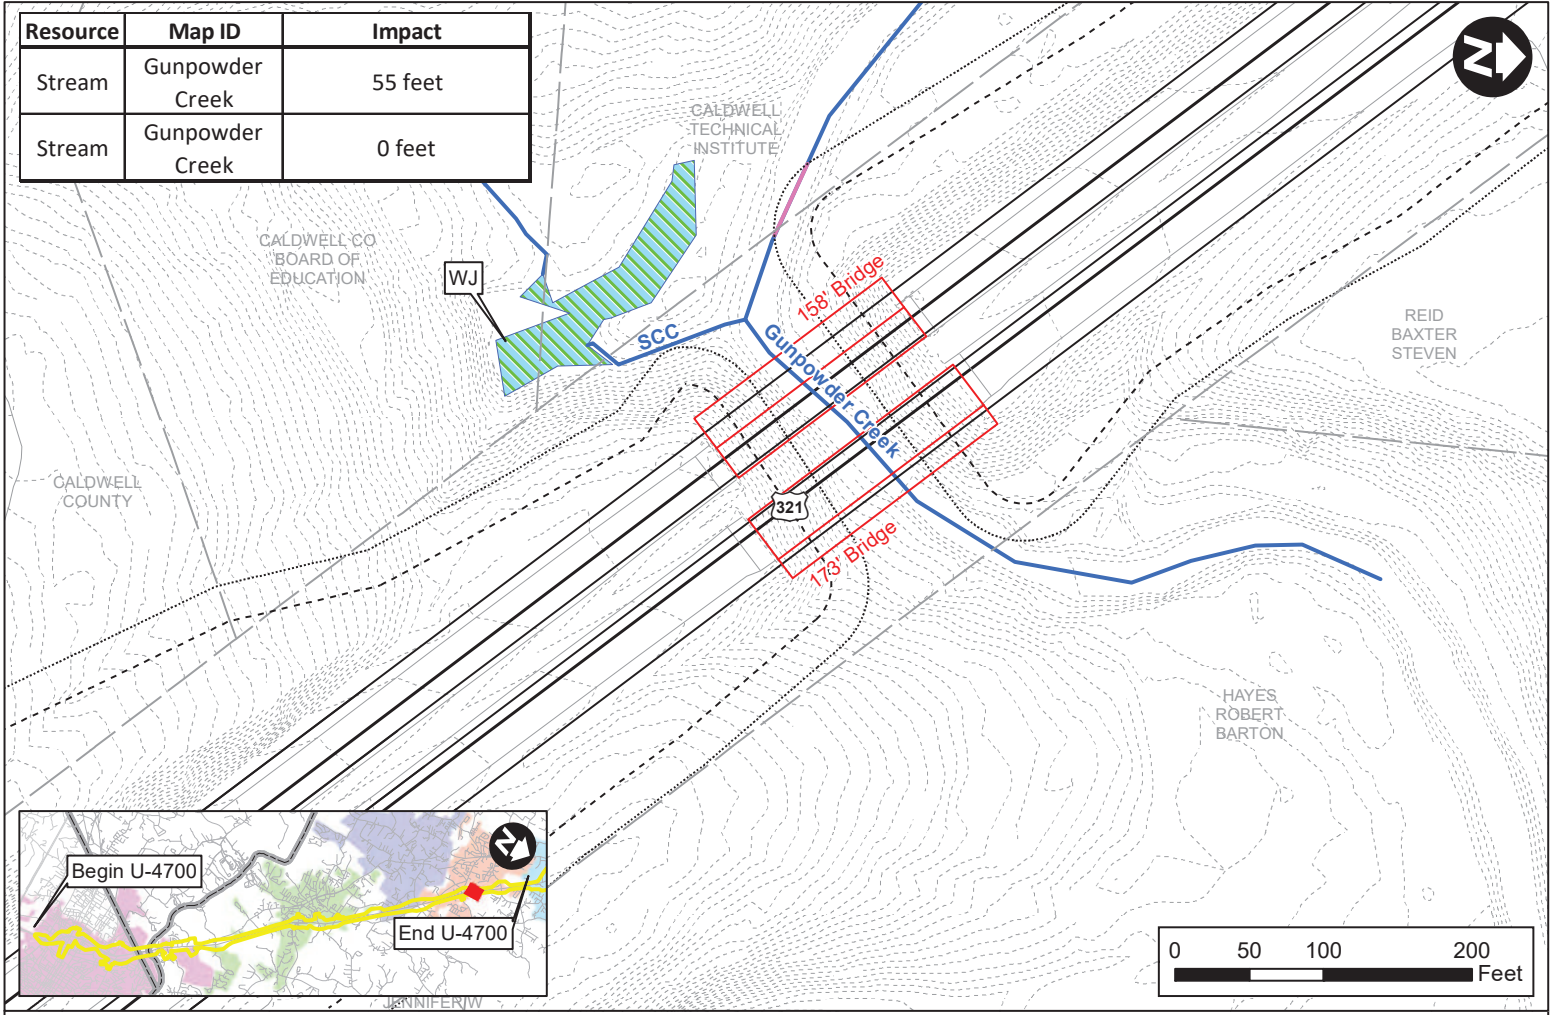 Resource Map ID Impact
Stream Gunpowder Creek 55 feet
Stream Gunpowder Creek 0 feet
N
CALDWELL
TECHNICAL
INSTITUTE
CALDWELL CO
BOARD OF
EDUCATION
WJ
158' Bridge
SCC
Gunpowder Creek
REID
BAXTER
STEVEN
CALDWELL
COUNTY
321
173' Bridge
HAYES
ROBERT
BARTON
N
Begin U-4700
End U-4700
JENNIFER W
0 50 100 200
Feet